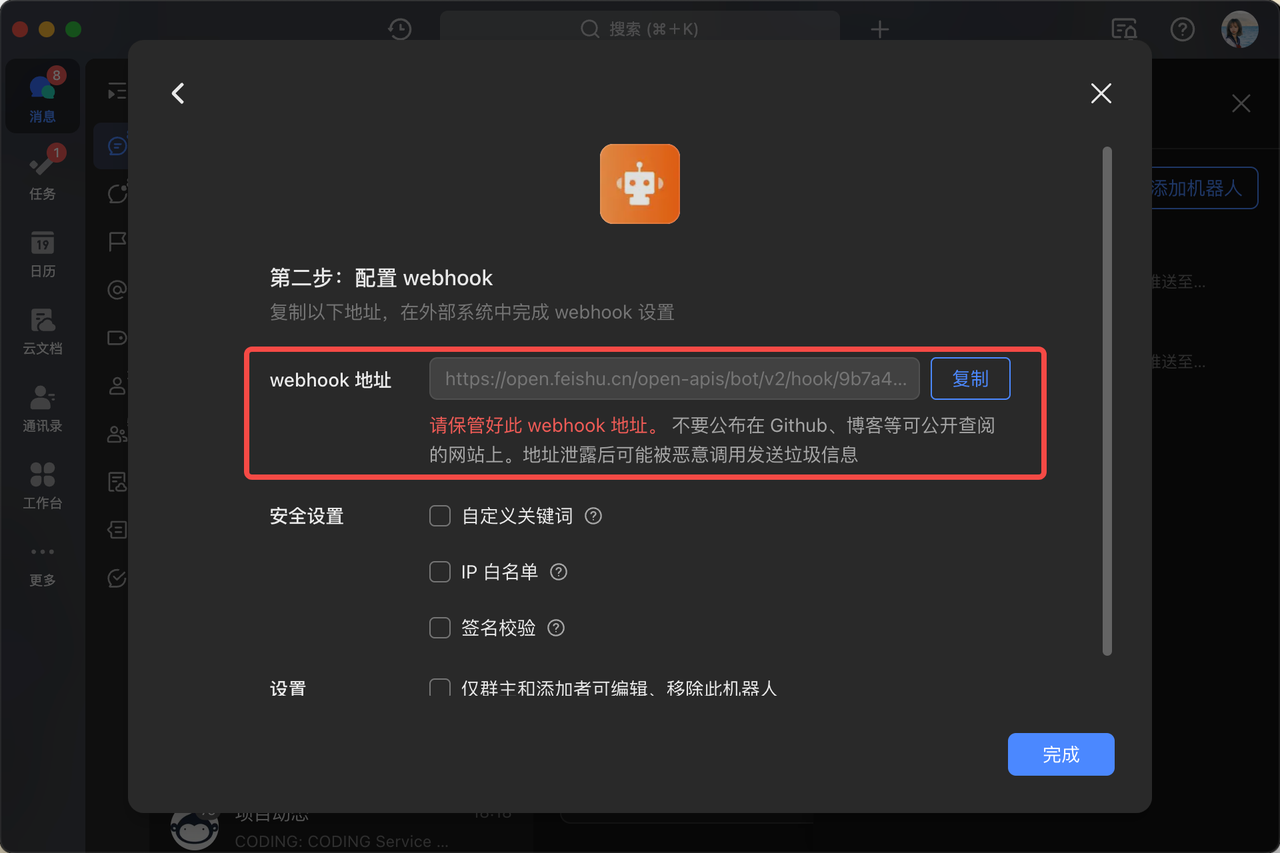 搜索 (⌘+K)
8
消息
1
任务
19
日历
云文档
通讯录
工作台
更多
添加机器人
推送至...
推送至...
第二步：配置 webhook
复制以下地址，在外部系统中完成 webhook 设置
webhook 地址
https://open.feishu.cn/open-apis/bot/v2/hook/9b7a4...
复制
请保管好此 webhook 地址。 不要公布在 Github、博客等可公开查阅
的网站上。地址泄露后可能被恶意调用发送垃圾信息
安全设置
自定义关键词
IP 白名单
签名校验
设置
仅群主和添加者可编辑、移除此机器人
完成
项目动态
CODING: CODING Service ...